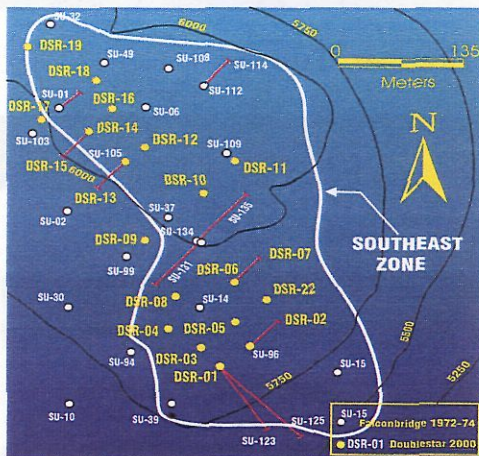 SU-32
6000
5750
DSR-19
SU-49
SU-108
SU-114
0 135
Meters
DSR-18
SU-112
SU-01
DSR-16
SU-06
DSR-17
SU-103
DSR-14
DSR-12
SU-109
N
DSR-15
SU-105
DSR-11
6000
DSR-13
DSR-10
SU-02
SU-37
SU-135
DSR-09
SU-134
SOUTHEAST
ZONE
SU-99
SU-131
DSR-06
DSR-07
DSR-08
DSR-22
SU-30
SU-14
DSR-04
DSR-05
DSR-02
5500
SU-94
DSR-03
SU-96
5250
DSR-01
SU-15
5750
SU-10
SU-39
SU-125
SU-15
Falconbridge 1972-74
SU-123
DSR-01 Doublestar 2000